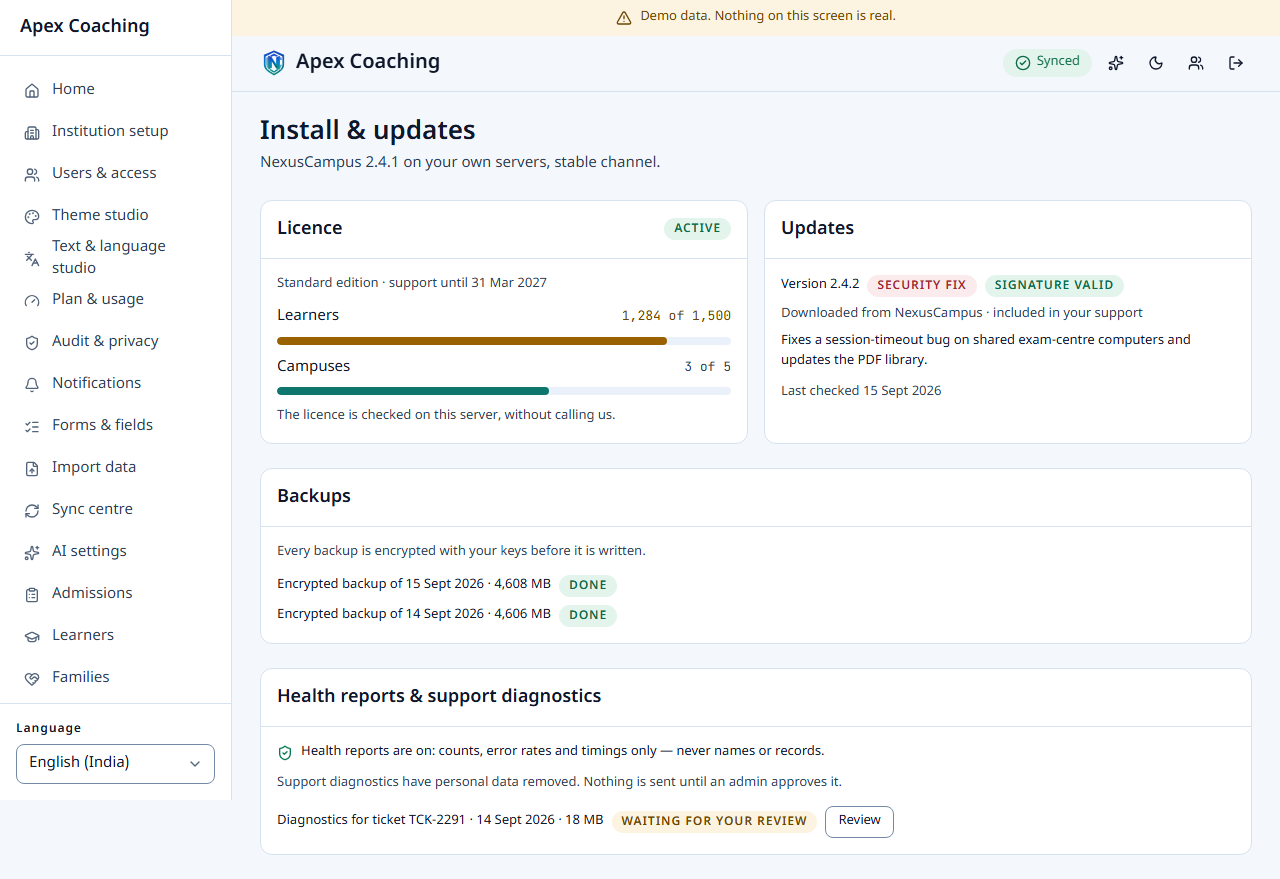 Apex Coaching
Home
Institution setup
Users & access
Theme studio
Text & language
studio
Plan & usage
Audit & privacy
Notifications
Forms & fields
Import data
Sync centre
AI settings
Admissions
Learners
Families
Language
English (India)
Demo data. Nothing on this screen is real.
Apex Coaching
Synced
Install & updates
NexusCampus 2.4.1 on your own servers, stable channel.
Licence
ACTIVE
Standard edition · support until 31 Mar 2027
Learners 1,284 of 1,500
Campuses 3 of 5
The licence is checked on this server, without calling us.
Updates
Version 2.4.2 SECURITY FIX SIGNATURE VALID
Downloaded from NexusCampus · included in your support
Fixes a session-timeout bug on shared exam-centre computers and
updates the PDF library.
Last checked 15 Sept 2026
Backups
Every backup is encrypted with your keys before it is written.
Encrypted backup of 15 Sept 2026 · 4,608 MB DONE
Encrypted backup of 14 Sept 2026 · 4,606 MB DONE
Health reports & support diagnostics
Health reports are on: counts, error rates and timings only — never names or records.
Support diagnostics have personal data removed. Nothing is sent until an admin approves it.
Diagnostics for ticket TCK-2291 · 14 Sept 2026 · 18 MB WAITING FOR YOUR REVIEW Review